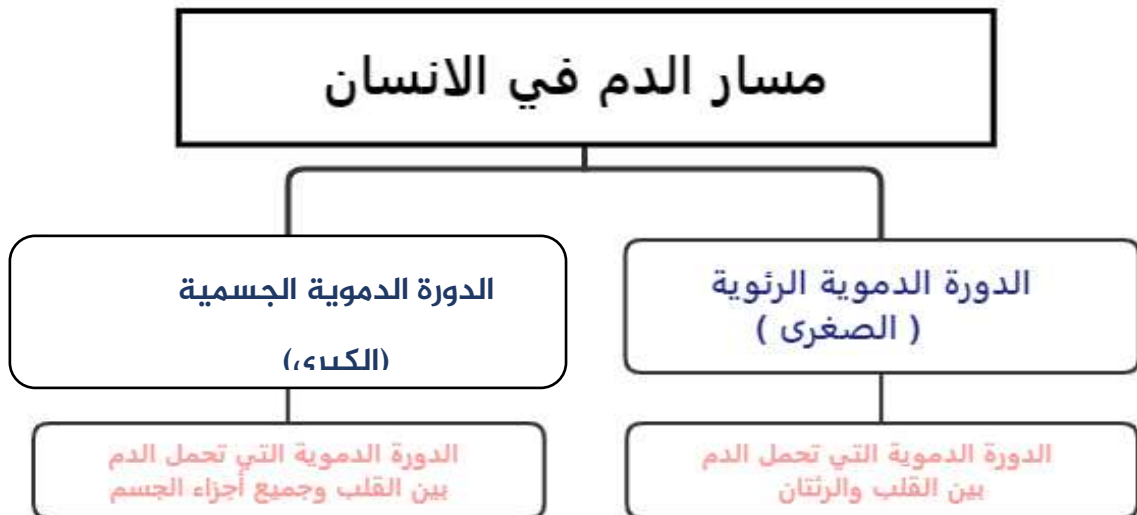 مسار الدم في الانسان
الدورة الدموية الرئوية
( الصغرى )
الدورة الدموية التي تحمل الدم
بين القلب والرئتان
الدورة الدموية الجسمية
(الكبرى)
الدورة الدموية التي تحمل الدم
بين القلب وجميع أجزاء الجسم